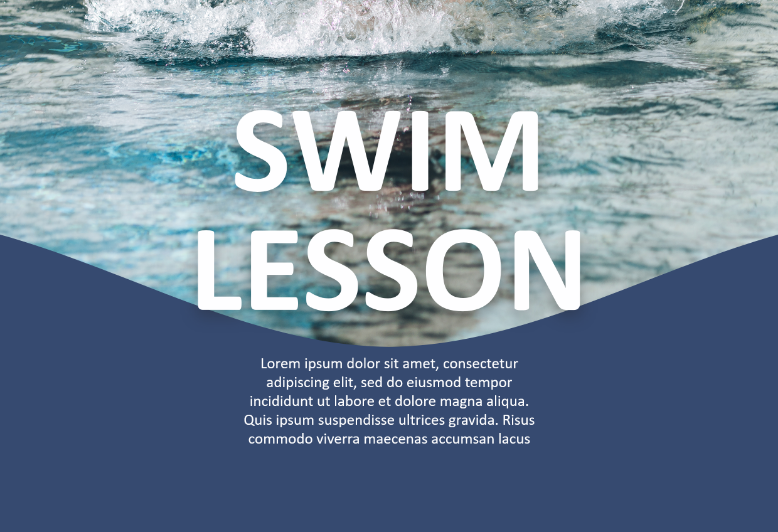 SWIM
LESSON
Lorem ipsum dolor sit amet, consectetur
adipiscing elit, sed do eiusmod tempor
incididunt ut labore et dolore magna aliqua.
Quis ipsum suspendisse ultrices gravida. Risus
commodo viverra maecenas accumsan lacus